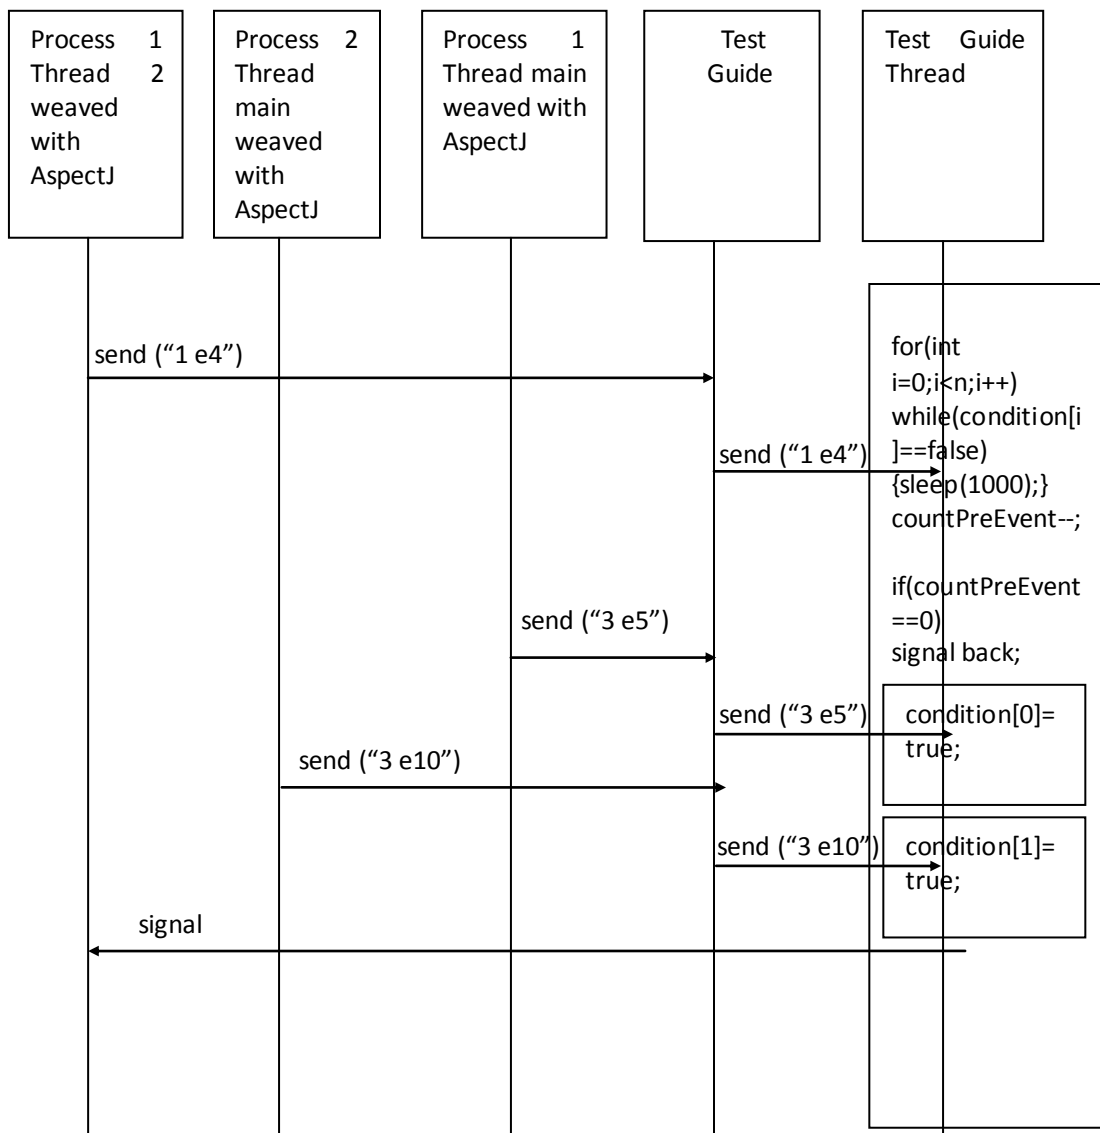 Process 1
Thread 2
weaved
with
AspectJ
Process 2
Thread
main
weaved
with
AspectJ
Process 1
Thread main
weaved with
AspectJ
Test
Guide
Test Guide
Thread
send (“1 e4”)
send (“1 e4”)
for(int
i=0;i<n;i++)
while(condition[i
]==false)
{sleep(1000);}
countPreEvent--;
if(countPreEvent
==0)
signal back;
send (“3 e5”)
send (“3 e5”)
condition[0]=
true;
send (“3 e10”)
send (“3 e10”)
condition[1]=
true;
signal